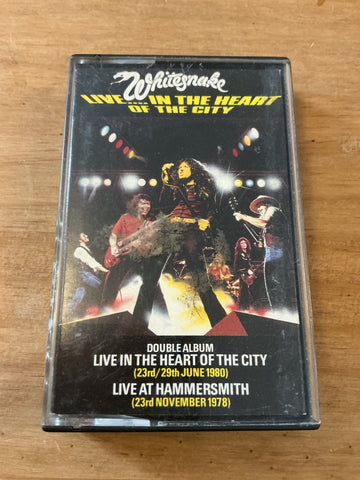 Whitesnake
LIVE.... IN THE HEART
OF THE CITY
DOUBLE ALBUM
LIVE IN THE HEART OF THE CITY
(23rd/29th JUNE 1980)
LIVE AT HAMMERSMITH
(23rd NOVEMBER 1978)